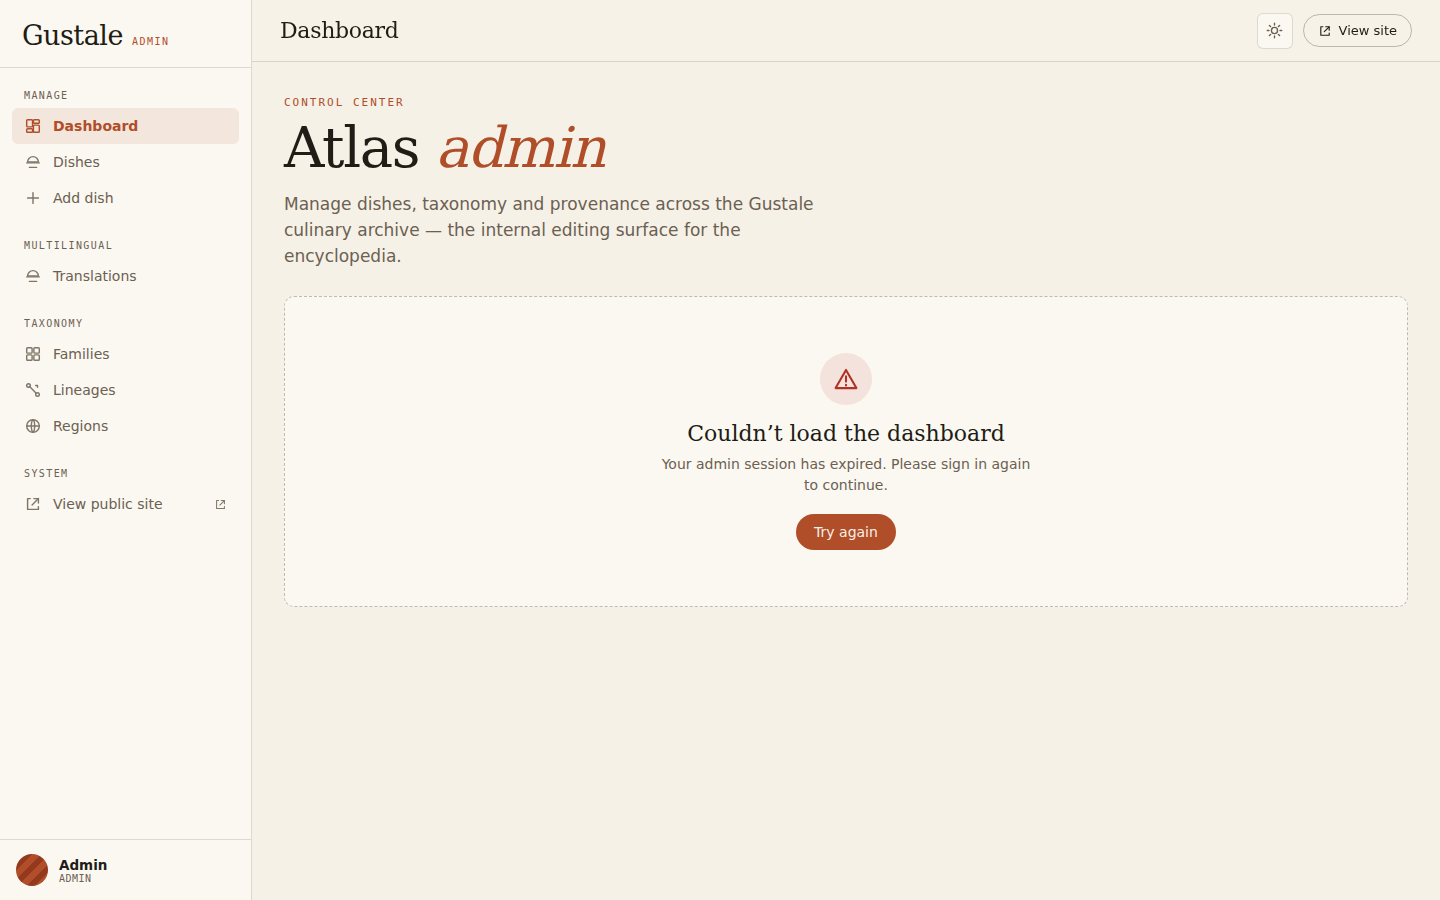 Gustale ADMIN
MANAGE
Dashboard
Dishes
Add dish
MULTILINGUAL
Translations
TAXONOMY
Families
Lineages
Regions
SYSTEM
View public site
Admin
ADMIN
Dashboard
View site
CONTROL CENTER
Atlas admin
Manage dishes, taxonomy and provenance across the Gustale
culinary archive — the internal editing surface for the
encyclopedia.
Couldn’t load the dashboard
Your admin session has expired. Please sign in again
to continue.
Try again